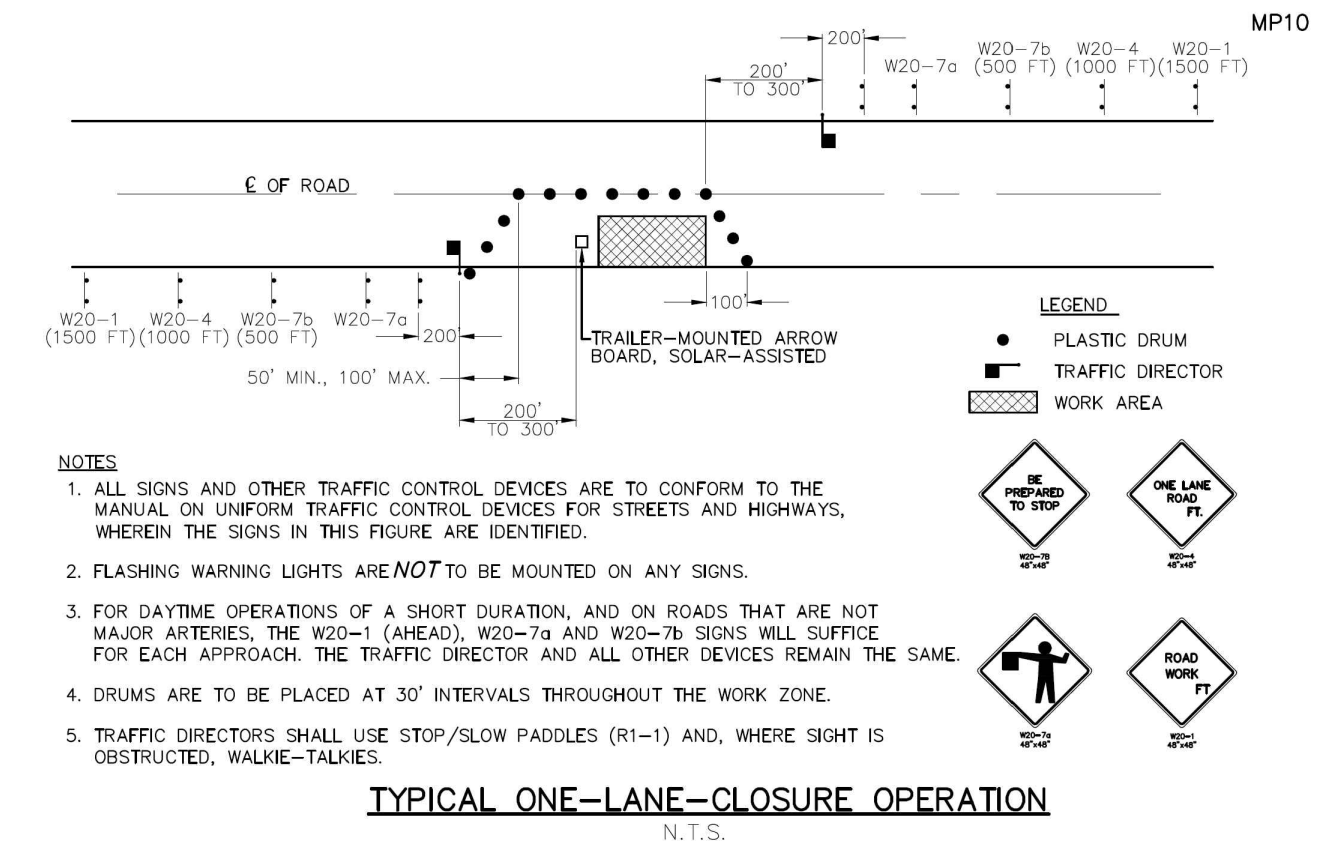 MP10
200'
W20-7b W20-4 W20-1
W20-7a (500 FT) (1000 FT)(1500 FT)
200'
TO 300'
℄ OF ROAD
W20-1 W20-4 W20-7b W20-7a
(1500 FT)(1000 FT) (500 FT)
200'
100'
TRAILER-MOUNTED ARROW
BOARD, SOLAR-ASSISTED
50' MIN., 100' MAX.
200'
TO 300'
LEGEND
PLASTIC DRUM
TRAFFIC DIRECTOR
WORK AREA
NOTES
1. ALL SIGNS AND OTHER TRAFFIC CONTROL DEVICES ARE TO CONFORM TO THE
MANUAL ON UNIFORM TRAFFIC CONTROL DEVICES FOR STREETS AND HIGHWAYS,
WHEREIN THE SIGNS IN THIS FIGURE ARE IDENTIFIED.
2. FLASHING WARNING LIGHTS ARE NOT TO BE MOUNTED ON ANY SIGNS.
3. FOR DAYTIME OPERATIONS OF A SHORT DURATION, AND ON ROADS THAT ARE NOT
MAJOR ARTERIES, THE W20-1 (AHEAD), W20-7a AND W20-7b SIGNS WILL SUFFICE
FOR EACH APPROACH. THE TRAFFIC DIRECTOR AND ALL OTHER DEVICES REMAIN THE SAME.
4. DRUMS ARE TO BE PLACED AT 30' INTERVALS THROUGHOUT THE WORK ZONE.
5. TRAFFIC DIRECTORS SHALL USE STOP/SLOW PADDLES (R1-1) AND, WHERE SIGHT IS
OBSTRUCTED, WALKIE-TALKIES.
BE
PREPARED
TO STOP
W20-7B
48"x48"
ONE LANE
ROAD
FT.
W20-4
48"x48"
W20-7a
48"x48"
ROAD
WORK
FT
W20-1
48"x48"
TYPICAL ONE-LANE-CLOSURE OPERATION
N.T.S.